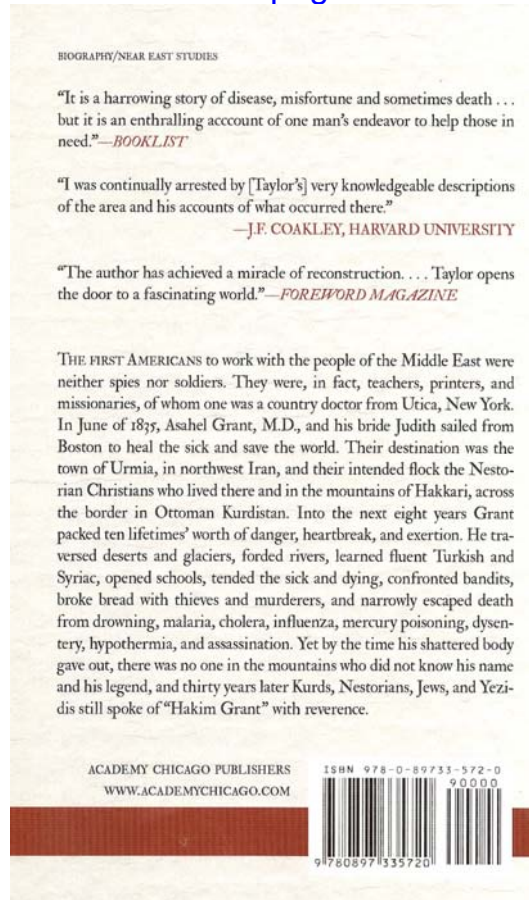 BIOGRAPHY/NEAR EAST STUDIES
“It is a harrowing story of disease, misfortune and sometimes death . . .
but it is an enthralling acccount of one man’s endeavor to help those in
need.”—BOOKLIST
“I was continually arrested by [Taylor’s] very knowledgeable descriptions
of the area and his accounts of what occurred there.”
—J.F. COAKLEY, HARVARD UNIVERSITY
“The author has achieved a miracle of reconstruction. . . . Taylor opens
the door to a fascinating world.”—FOREWORD MAGAZINE
THE FIRST AMERICANS to work with the people of the Middle East were
neither spies nor soldiers. They were, in fact, teachers, printers, and
missionaries, of whom one was a country doctor from Utica, New York.
In June of 1835, Asahel Grant, M.D., and his bride Judith sailed from
Boston to heal the sick and save the world. Their destination was the
town of Urmia, in northwest Iran, and their intended flock the Nesto-
rian Christians who lived there and in the mountains of Hakkari, across
the border in Ottoman Kurdistan. Into the next eight years Grant
packed ten lifetimes’ worth of danger, heartbreak, and exertion. He tra-
versed deserts and glaciers, forded rivers, learned fluent Turkish and
Syriac, opened schools, tended the sick and dying, confronted bandits,
broke bread with thieves and murderers, and narrowly escaped death
from drowning, malaria, cholera, influenza, mercury poisoning, dysen-
tery, hypothermia, and assassination. Yet by the time his shattered body
gave out, there was no one in the mountains who did not know his name
and his legend, and thirty years later Kurds, Nestorians, Jews, and Yezi-
dis still spoke of “Hakim Grant” with reverence.
ACADEMY CHICAGO PUBLISHERS
WWW.ACADEMYCHICAGO.COM
ISBN 978-0-89733-572-0
90000
9 780897 335720